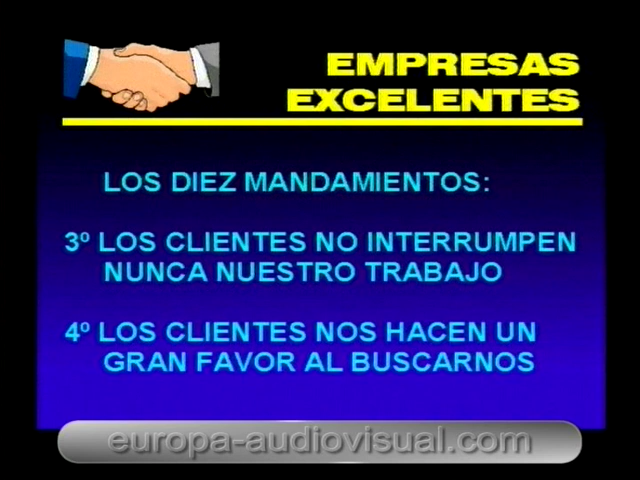 EMPRESAS
EXCELENTES
LOS DIEZ MANDAMIENTOS:
3º LOS CLIENTES NO INTERRUMPEN
NUNCA NUESTRO TRABAJO
4º LOS CLIENTES NOS HACEN UN
GRAN FAVOR AL BUSCARNOS
europa-audiovisual.com